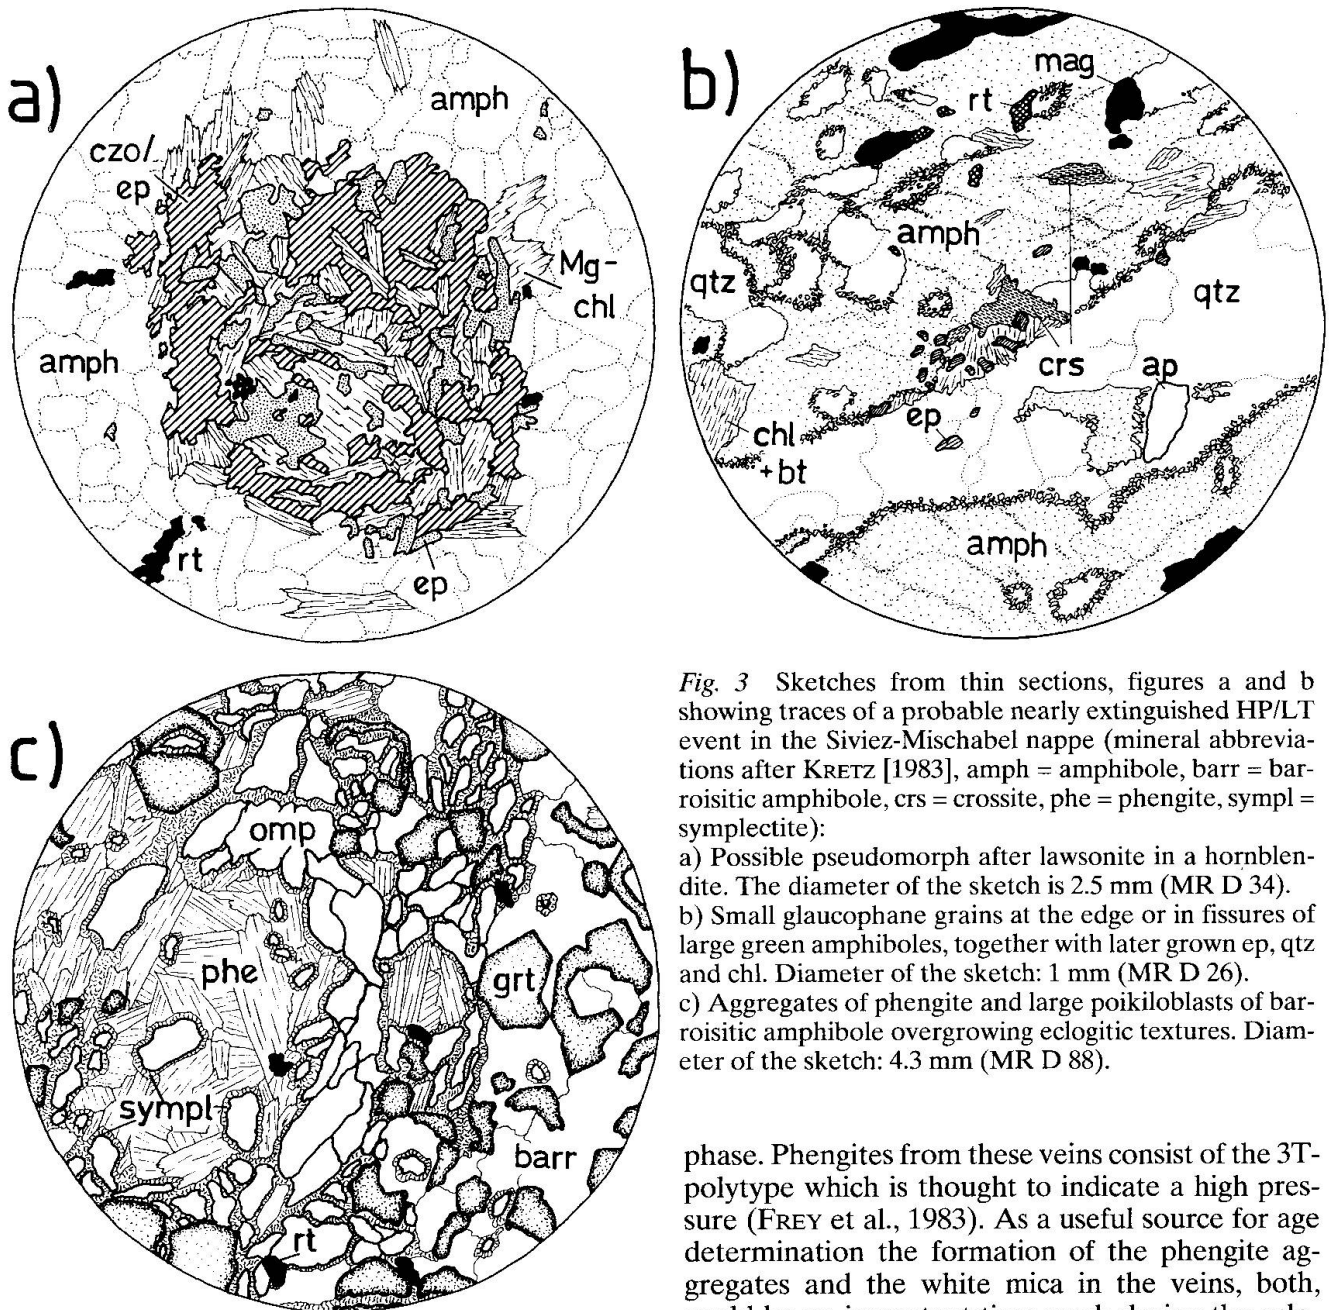 a)
amph
czo/
ep
Mg-
chl
amph
rt
ep
b)
mag
rt
amph
qtz
qtz
crs
ap
ep
chl
+bt
amph
c)
omp
phe
grt
sympl
barr
rt
Fig. 3 Sketches from thin sections, figures a and b
showing traces of a probable nearly extinguished HP/LT
event in the Siviez-Mischabel nappe (mineral abbrevia-
tions after KRETZ [1983], amph = amphibole, barr = bar-
roisitic amphibole, crs = crossite, phe = phengite, sympl =
symplectite):
a) Possible pseudomorph after lawsonite in a hornblen-
dite. The diameter of the sketch is 2.5 mm (MR D 34).
b) Small glaucophane grains at the edge or in fissures of
large green amphiboles, together with later grown ep, qtz
and chl. Diameter of the sketch: 1 mm (MR D 26).
c) Aggregates of phengite and large poikiloblasts of bar-
roisitic amphibole overgrowing eclogitic textures. Diam-
eter of the sketch: 4.3 mm (MR D 88).
phase. Phengites from these veins consist of the 3T-
polytype which is thought to indicate a high pres-
sure (FREY et al., 1983). As a useful source for age
determination the formation of the phengite ag-
gregates and the white mica in the veins, both,